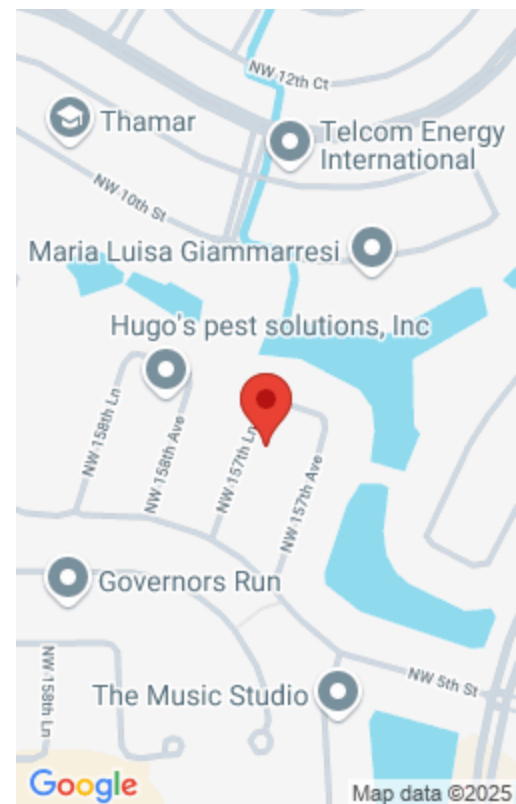 NW 12th Ct
Thamar
Telcom Energy
International
NW 10th St
Maria Luisa Giammarresi
Hugo's pest solutions, Inc
NW 158th Ln
NW 158th Ave
NW 157th Ln
NW 157th Ave
Governors Run
NW 158th Ln
The Music Studio
NW 5th St
Google
Map data ©2025